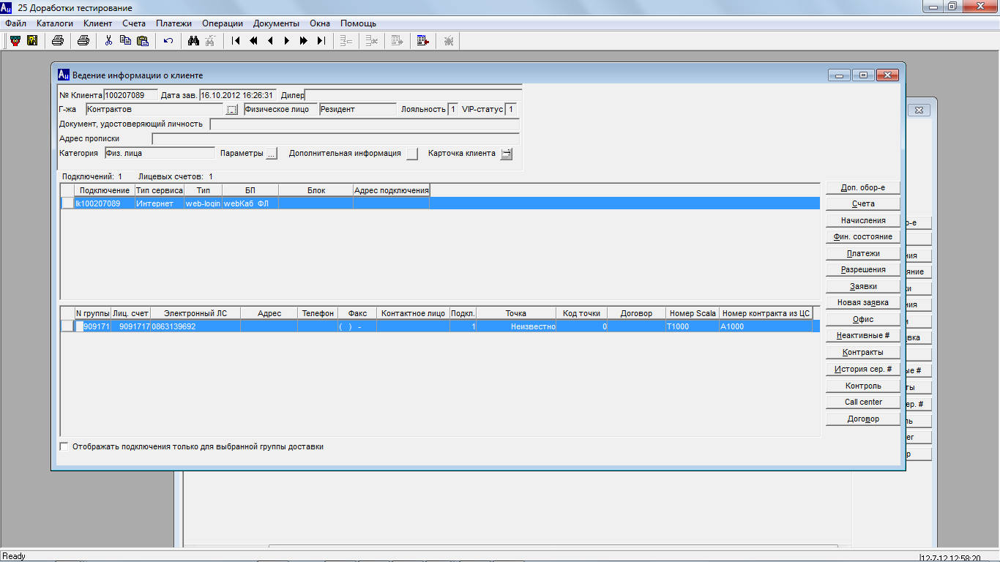 25 Доработки тестирование
Файл Каталоги Клиент Счета Платежи Операции Документы Окна Помощь
Ведение информации о клиенте
№ Клиента 100207089 Дата зав. 16.10.2012 16:26:31 Дилер
Г-жа Контрактов ... Физическое лицо Резидент Лояльность 1 VIP-статус 1
Документ, удостоверяющий личность
Адрес прописки
Категория Физ. лица Параметры ... Дополнительная информация Карточка клиента
Подключений: 1 Лицевых счетов: 1
Подключение Тип сервиса Тип БП Блок Адрес подключения
lk100207089 Интернет web-login webКаб ФЛ
N группы Лиц. счет Электронный ЛС Адрес Телефон Факс Контактное лицо Подкл. Точка Код точки Договор Номер Scala Номер контракта из ЦС
909171 9091717 0863139692 ( ) - 1 Неизвестно 0 T1000 A1000
Отображать подключения только для выбранной группы доставки
Доп. обор-е
Счета
Начисления
Фин. состояние
Платежи
Разрешения
Заявки
Новая заявка
Офис
Неактивные #
Контракты
История сер. #
Контроль
Call center
Договор
р-е
ния
яние
ки
ния
и
вка
ые #
ты
ер. #
ль
er
р
Ready
12-7-12 12:58:20